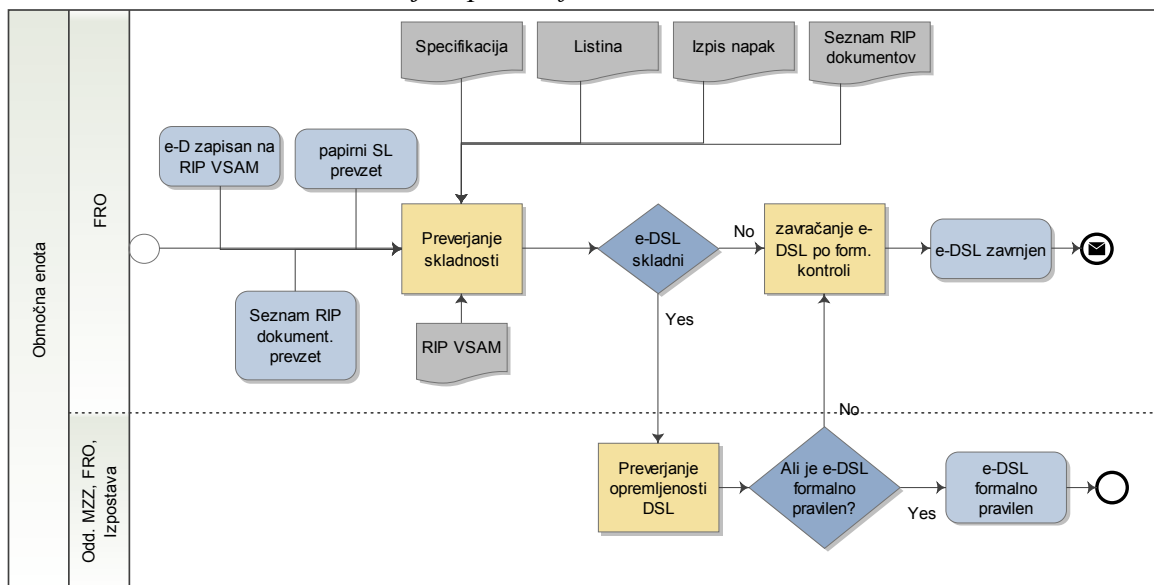 Specifikacija
Listina
Izpis napak
Seznam RIP
dokumentov
e-D zapisan na
RIP VSAM
papirni SL
prevzet
Območna enota
FRO
Preverjanje
skladnosti
e-DSL
skladni
No
zavračanje e-
DSL po form.
kontroli
e-DSL zavrnjen
Seznam RIP
dokument.
prevzet
RIP VSAM
Yes
No
Odd. MZZ, FRO,
Izpostava
Preverjanje
opremljenosti
DSL
Ali je e-DSL
formalno
pravilen?
Yes
e-DSL
formalno
pravilen